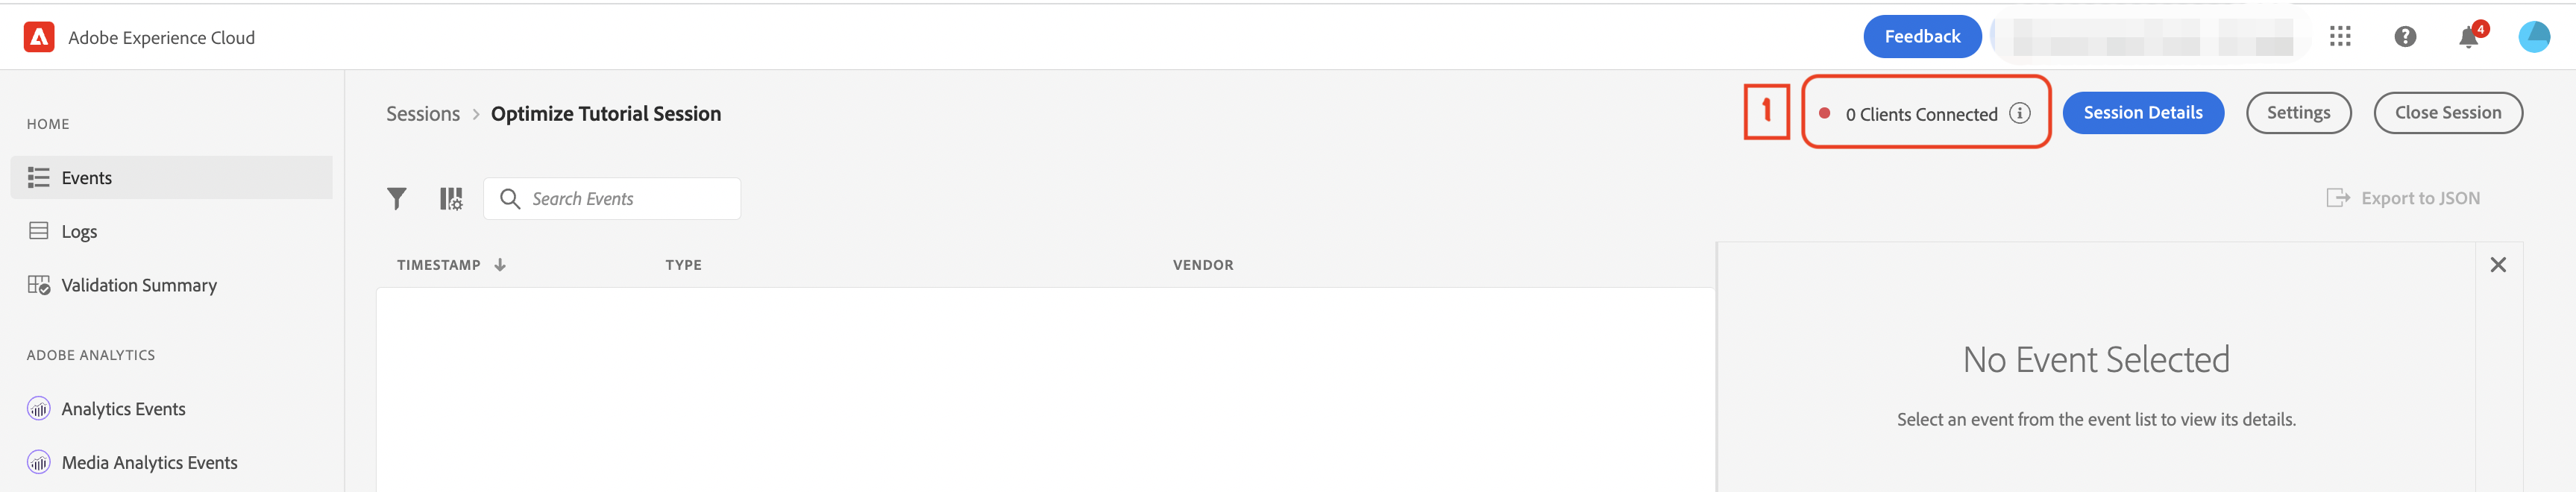 Adobe Experience Cloud
Feedback
4
HOME
Events
Logs
Validation Summary
ADOBE ANALYTICS
Analytics Events
Media Analytics Events
Sessions > Optimize Tutorial Session
1
0 Clients Connected
Session Details
Settings
Close Session
Search Events
Export to JSON
TIMESTAMP
TYPE
VENDOR
No Event Selected
Select an event from the event list to view its details.